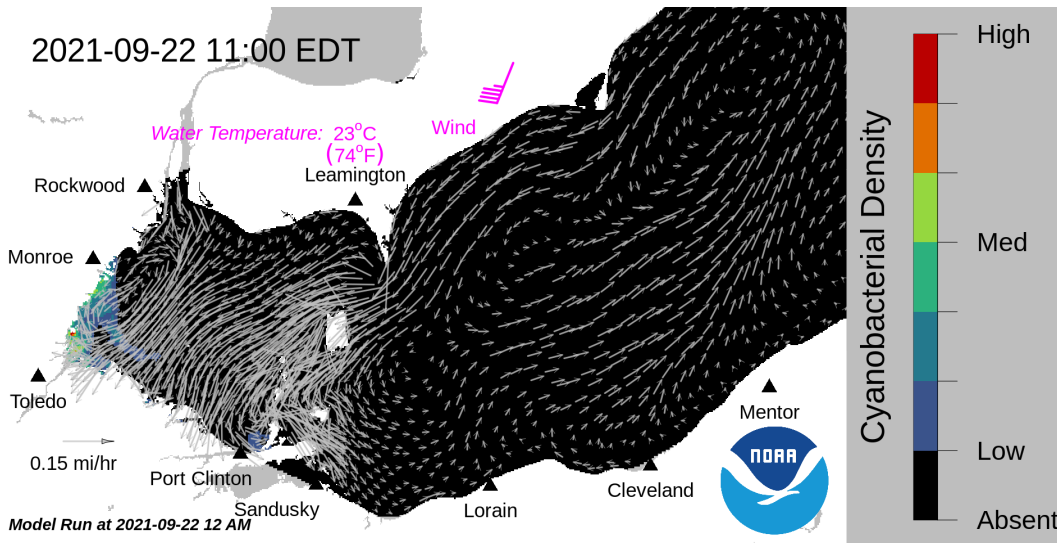 2021-09-22 11:00 EDT
Water Temperature: 23°C
(74°F)
Wind
Leamington
Rockwood
Monroe
Toledo
0.15 mi/hr
Port Clinton
Sandusky
Lorain
Cleveland
Mentor
NOAA
Model Run at 2021-09-22 12 AM
Cyanobacterial Density
High
Med
Low
Absent